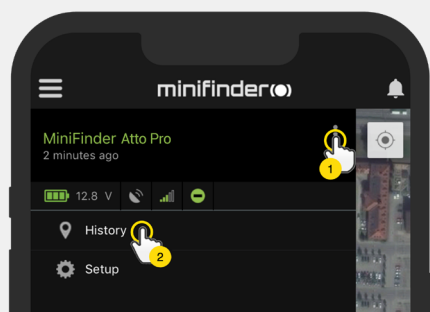 minifinder
MiniFinder Atto Pro
2 minutes ago
1
12.8 V
History
2
Setup